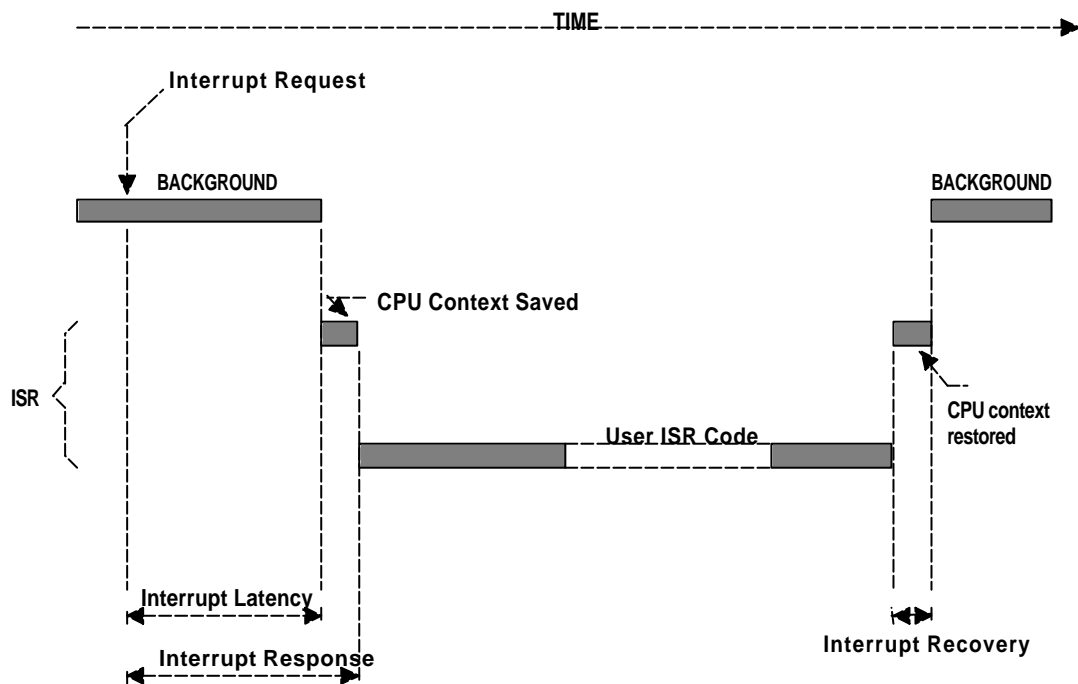 TIME
Interrupt Request
BACKGROUND
BACKGROUND
CPU Context Saved
ISR
CPU context
restored
User ISR Code
Interrupt Latency
Interrupt Recovery
Interrupt Response